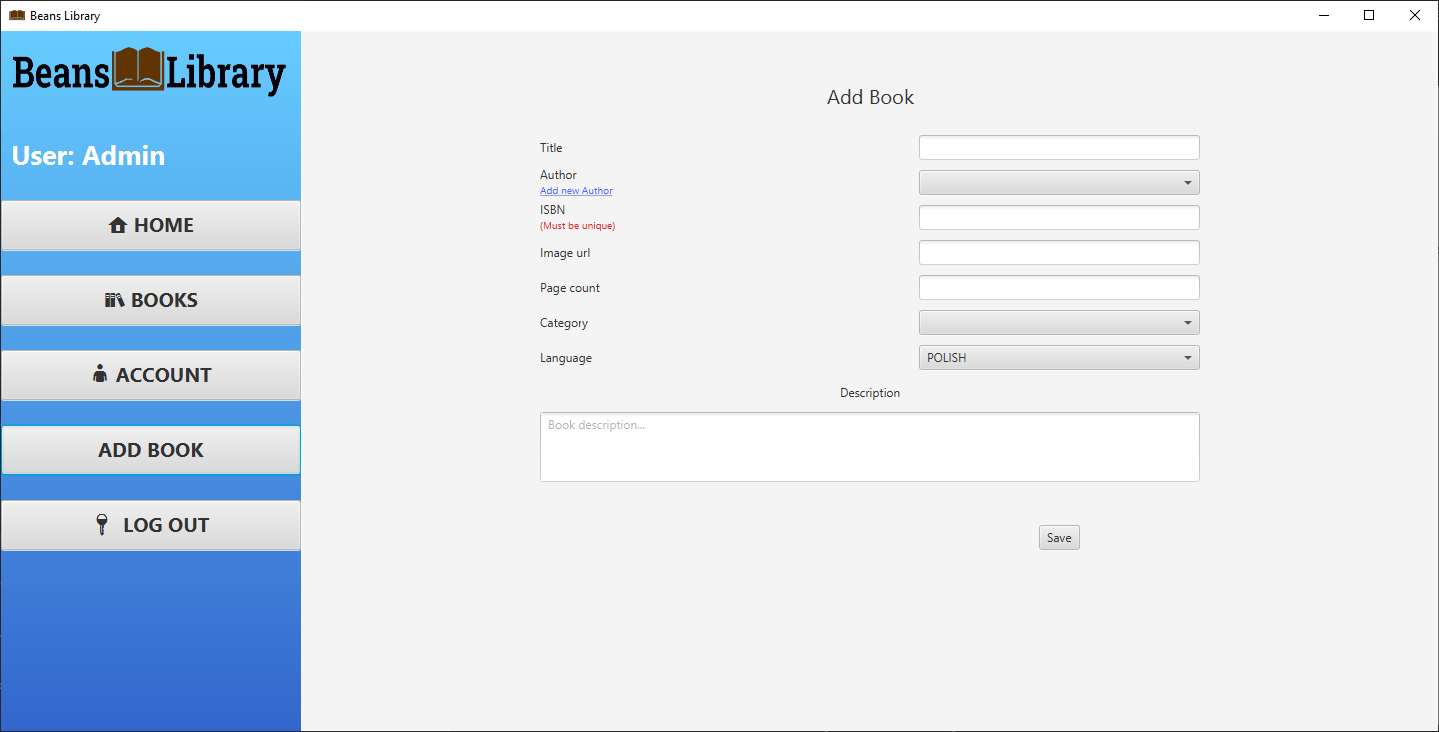 Beans Library
Beans Library
User: Admin
HOME
BOOKS
ACCOUNT
ADD BOOK
LOG OUT
Add Book
Title
Author
Add new Author
ISBN
(Must be unique)
Image url
Page count
Category
Language
POLISH
Description
Book description...
Save